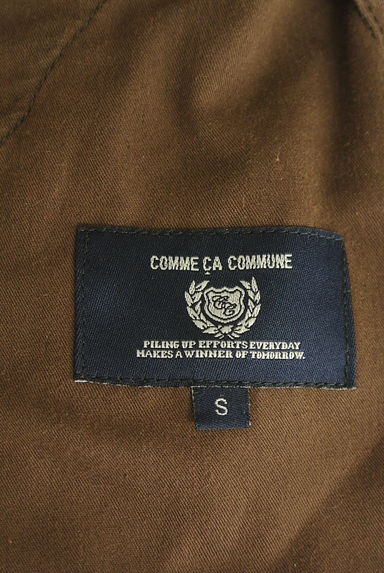 COMME ÇA COMMUNE
PILING UP EFFORTS EVERYDAY
MAKES A WINNER OF TOMORROW.
S